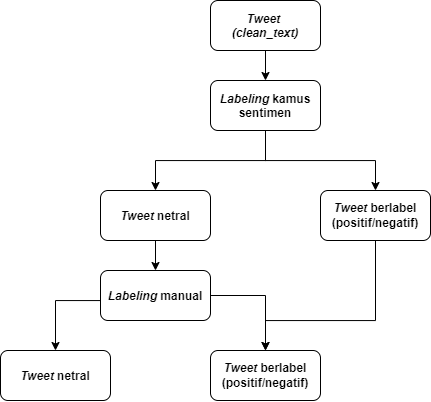 Tweet
(clean_text)
Labeling kamus
sentimen
Tweet netral
Tweet berlabel
(positif/negatif)
Labeling manual
Tweet netral
Tweet berlabel
(positif/negatif)